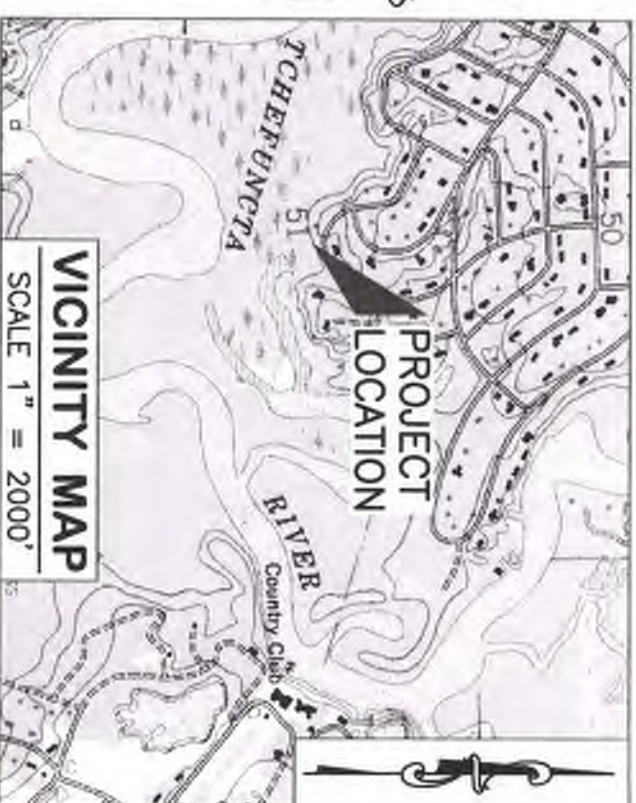 TCHEFUNCTA
RIVER
51
50
PROJECT
LOCATION
Country Club
VICINITY MAP
SCALE 1" = 2000'